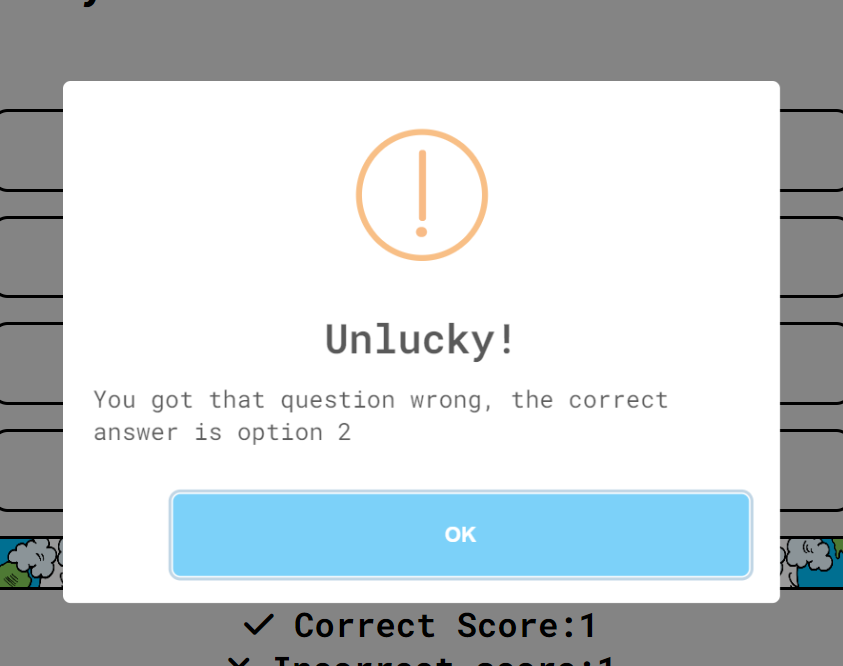 Unlucky!
You got that question wrong, the correct
answer is option 2
OK
Correct Score:1
Incorrect score:1